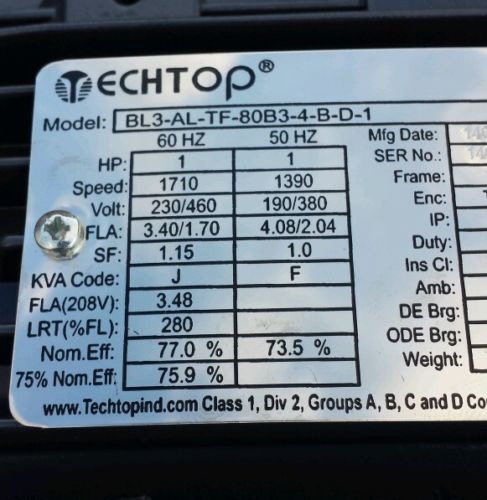 TECHTOP®
Model: BL3-AL-TF-80B3-4-B-D-1
60 HZ 50 HZ Mfg Date:
HP: 1 1 SER No.:
Speed: 1710 1390 Frame:
Volt: 230/460 190/380 Enc:
FLA: 3.40/1.70 4.08/2.04 IP:
SF: 1.15 1.0 Duty:
KVA Code: J F Ins Cl:
FLA(208V): 3.48 Amb:
LRT(%FL): 280 DE Brg:
Nom.Eff: 77.0 % 73.5 % ODE Brg:
75% Nom.Eff: 75.9 % Weight:
www.Techtopind.com Class 1, Div 2, Groups A, B, C and D